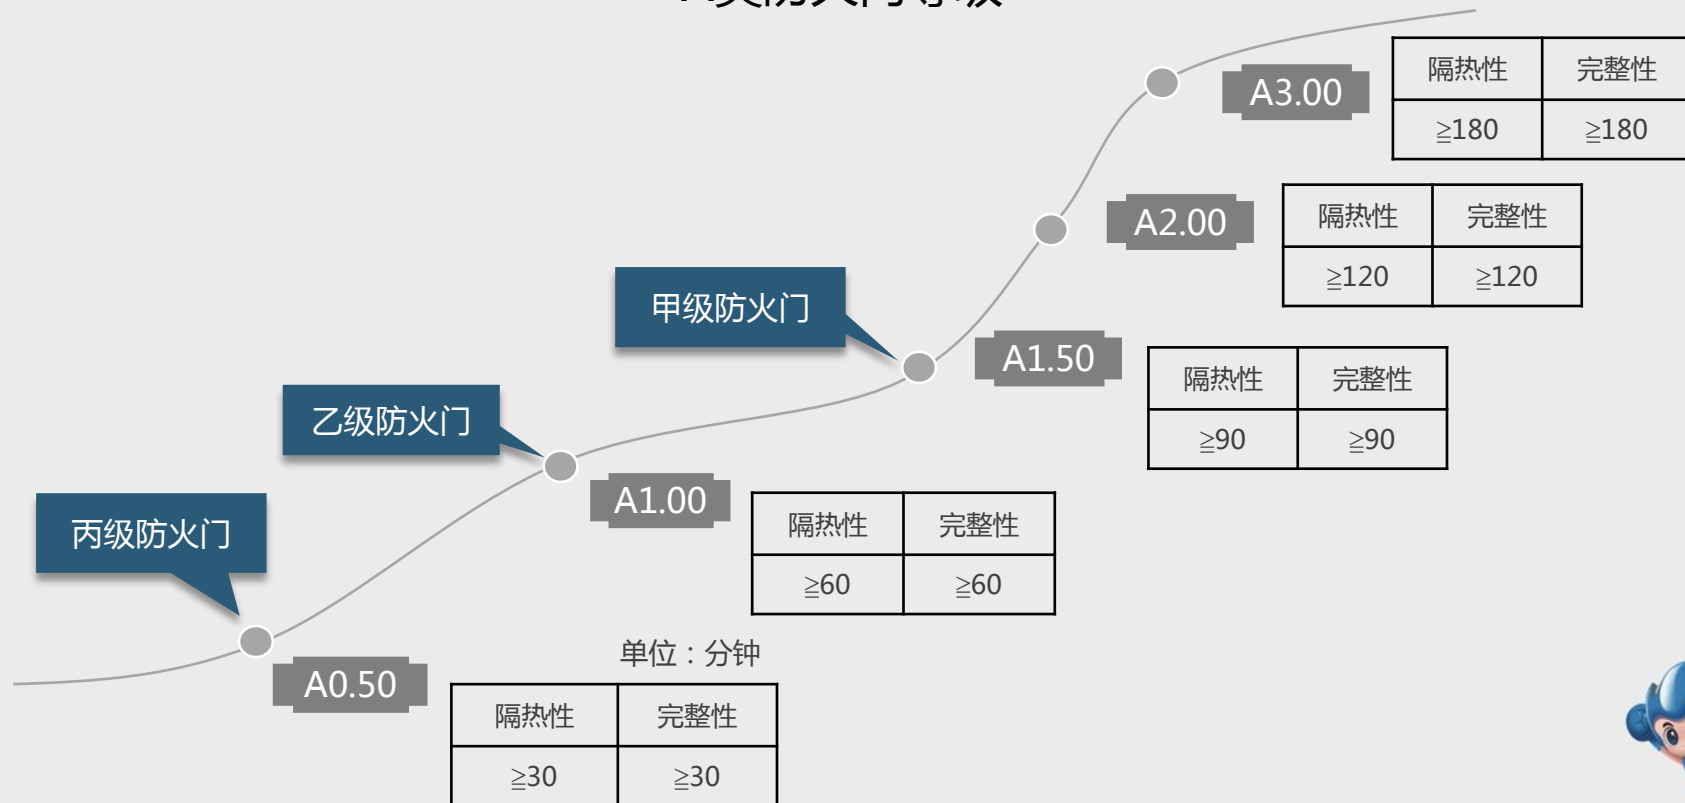 A3.00
隔热性 完整性
≧180 ≧180
A2.00
隔热性 完整性
≧120 ≧120
甲级防火门
A1.50
隔热性 完整性
≧90 ≧90
乙级防火门
A1.00
隔热性 完整性
≧60 ≧60
丙级防火门
单位：分钟
A0.50
隔热性 完整性
≧30 ≧30